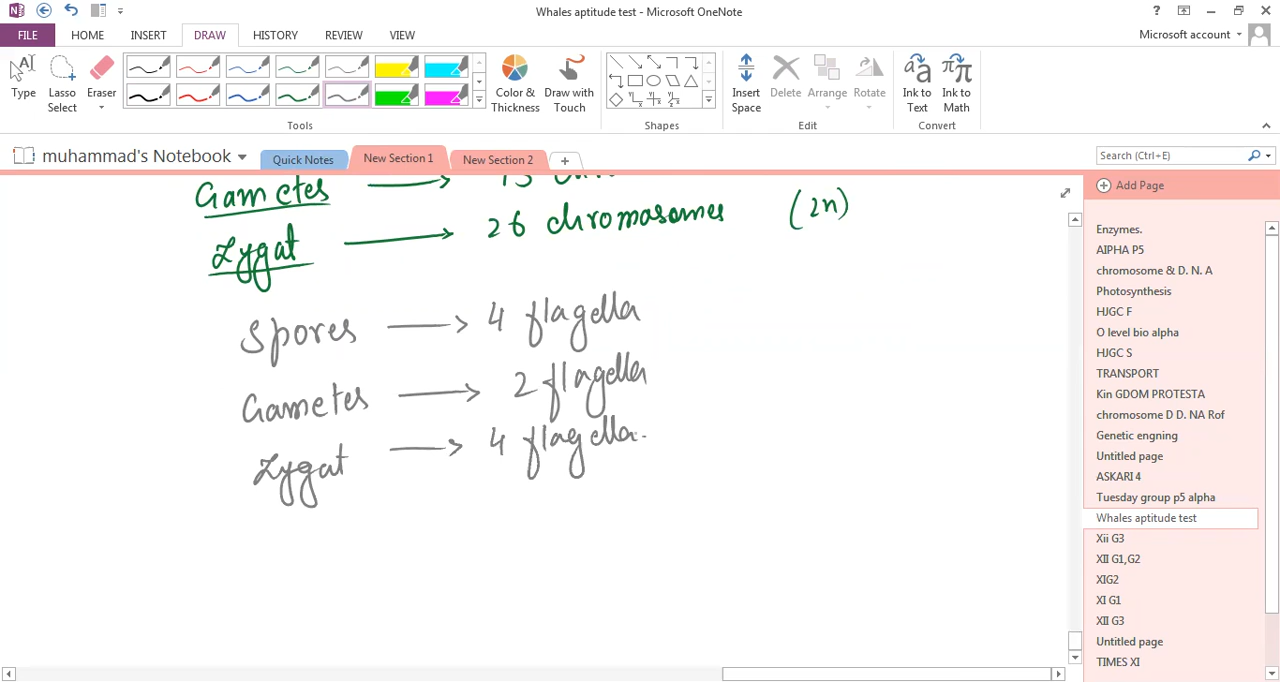 Whales aptitude test - Microsoft OneNote
FILE HOME INSERT DRAW HISTORY REVIEW VIEW
Microsoft account
Type
Lasso Select
Eraser
Color & Thickness
Draw with Touch
Insert Space
Delete
Arrange
Rotate
Ink to Text
Ink to Math
Tools Shapes Edit Convert
muhammad's Notebook
Quick Notes New Section 1 New Section 2 +
Search (Ctrl+E)
Add Page
Gametes → 13
Zygat → 26 chromosomes (2n)
Spores → 4 flagella
Gametes → 2 flagella
Zygat → 4 flagella
Enzymes.
AlPHA P5
chromosome & D. N. A
Photosynthesis
HJGC F
O level bio alpha
HJGC S
TRANSPORT
Kin GDOM PROTESTA
chromosome D D. NA Rof
Genetic engning
Untitled page
ASKARI 4
Tuesday group p5 alpha
Whales aptitude test
Xii G3
XII G1,G2
XIG2
XI G1
XII G3
Untitled page
TIMES XI